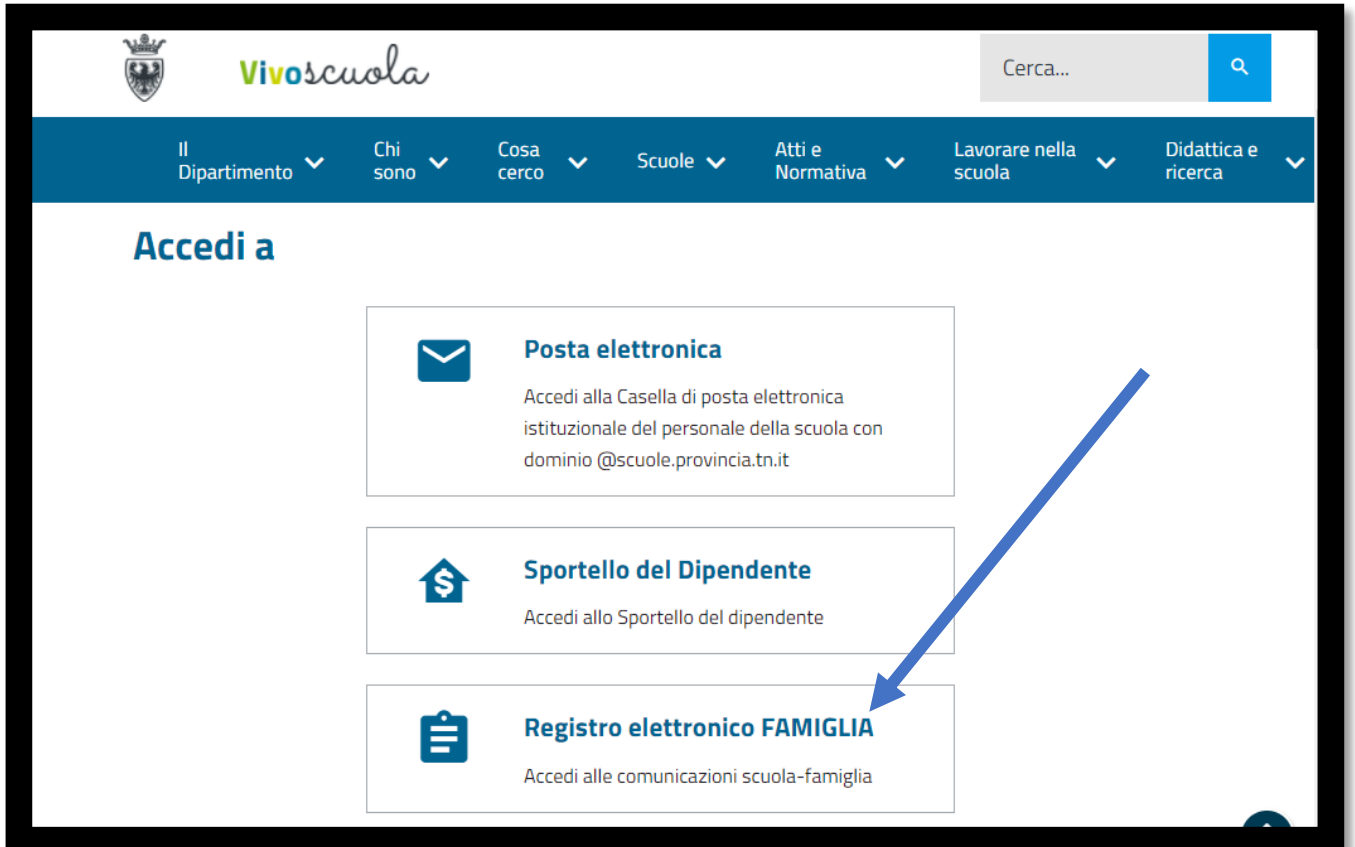 Vivoscuola
Cerca...
Il
Dipartimento
Chi
sono
Cosa
cerco
Scuole
Atti e
Normativa
Lavorare nella
scuola
Didattica e
ricerca
Accedi a
Posta elettronica
Accedi alla Casella di posta elettronica
istituzionale del personale della scuola con
dominio @scuole.provincia.tn.it
Sportello del Dipendente
Accedi allo Sportello del dipendente
Registro elettronico FAMIGLIA
Accedi alle comunicazioni scuola-famiglia